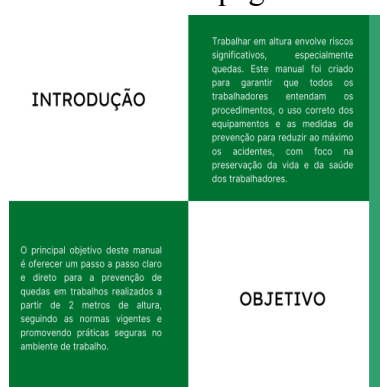 INTRODUÇÃO
Trabalhar em altura envolve riscos
significativos, especialmente
quedas. Este manual foi criado
para garantir que todos os
trabalhadores entendam os
procedimentos, o uso correto dos
equipamentos e as medidas de
prevenção para reduzir ao máximo
os acidentes, com foco na
preservação da vida e da saúde
dos trabalhadores.
O principal objetivo deste manual
é oferecer um passo a passo claro
e direto para a prevenção de
quedas em trabalhos realizados a
partir de 2 metros de altura,
seguindo as normas vigentes e
promovendo práticas seguras no
ambiente de trabalho.
OBJETIVO